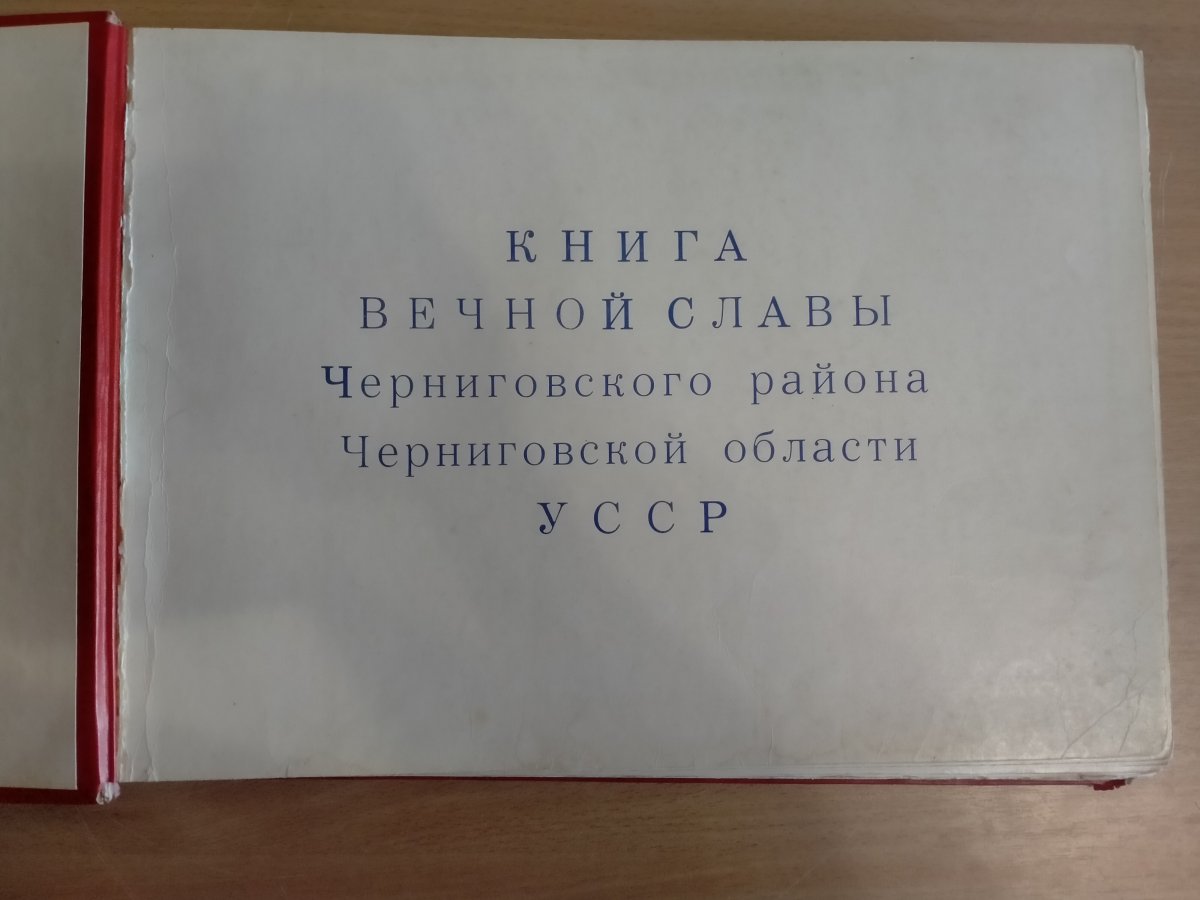 КНИГА
ВЕЧНОЙ СЛАВЫ
Черниговского района
Черниговской области
УССР